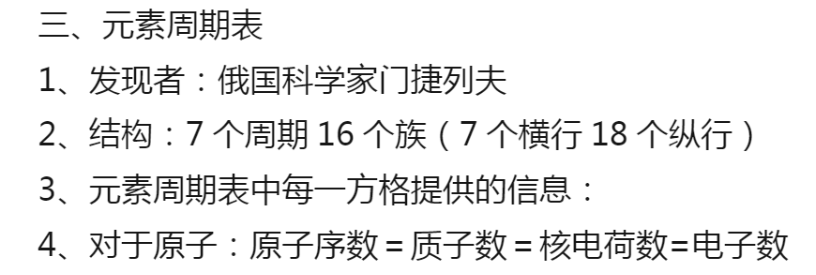 三、元素周期表
1、发现者：俄国科学家门捷列夫
2、结构：7 个周期 16 个族（7 个横行 18 个纵行）
3、元素周期表中每一方格提供的信息：
4、对于原子：原子序数 = 质子数 = 核电荷数=电子数